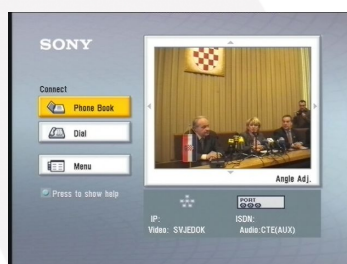 SONY
Connect
Phone Book
Dial
Menu
Press to show help
Angle Adj.
PORT
IP:
ISDN:
Video: SVJEDOK
Audio:CTE(AUX)